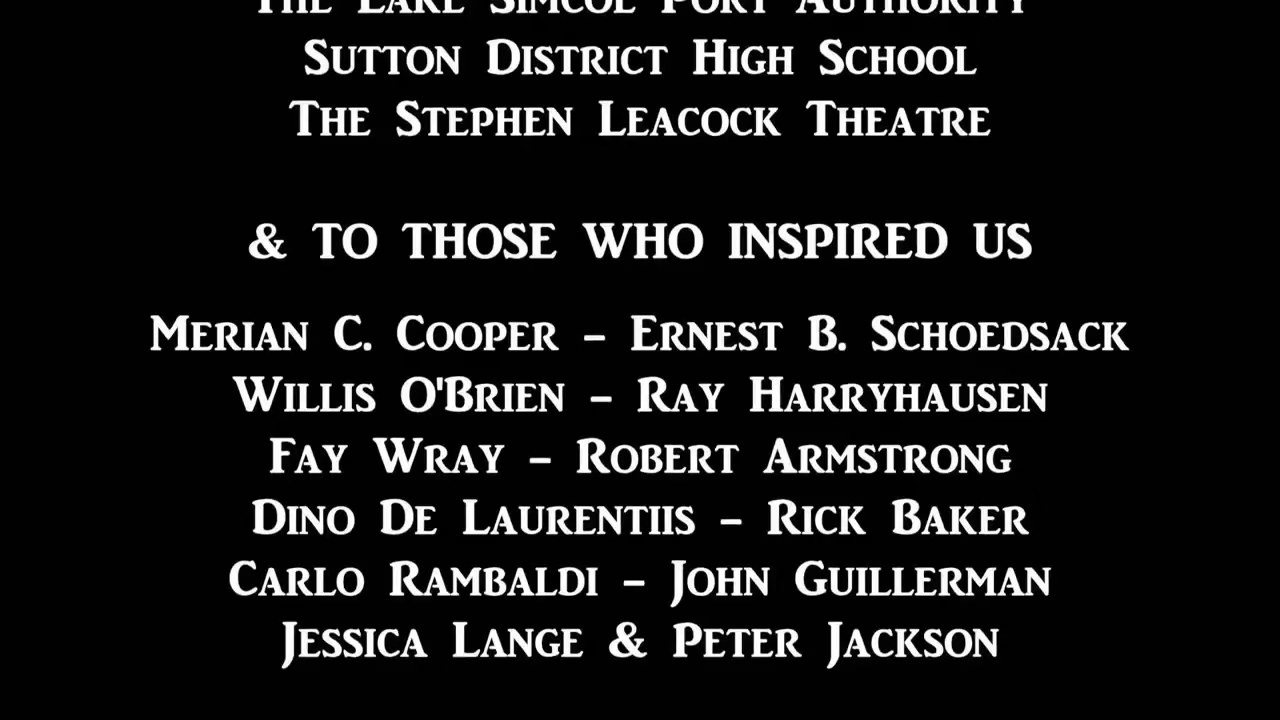 The Lake Simcoe Port Authority
Sutton District High School
The Stephen Leacock Theatre
& TO THOSE WHO INSPIRED US
Merian C. Cooper – Ernest B. Schoedsack
Willis O'Brien – Ray Harryhausen
Fay Wray – Robert Armstrong
Dino De Laurentiis – Rick Baker
Carlo Rambaldi – John Guillerman
Jessica Lange & Peter Jackson